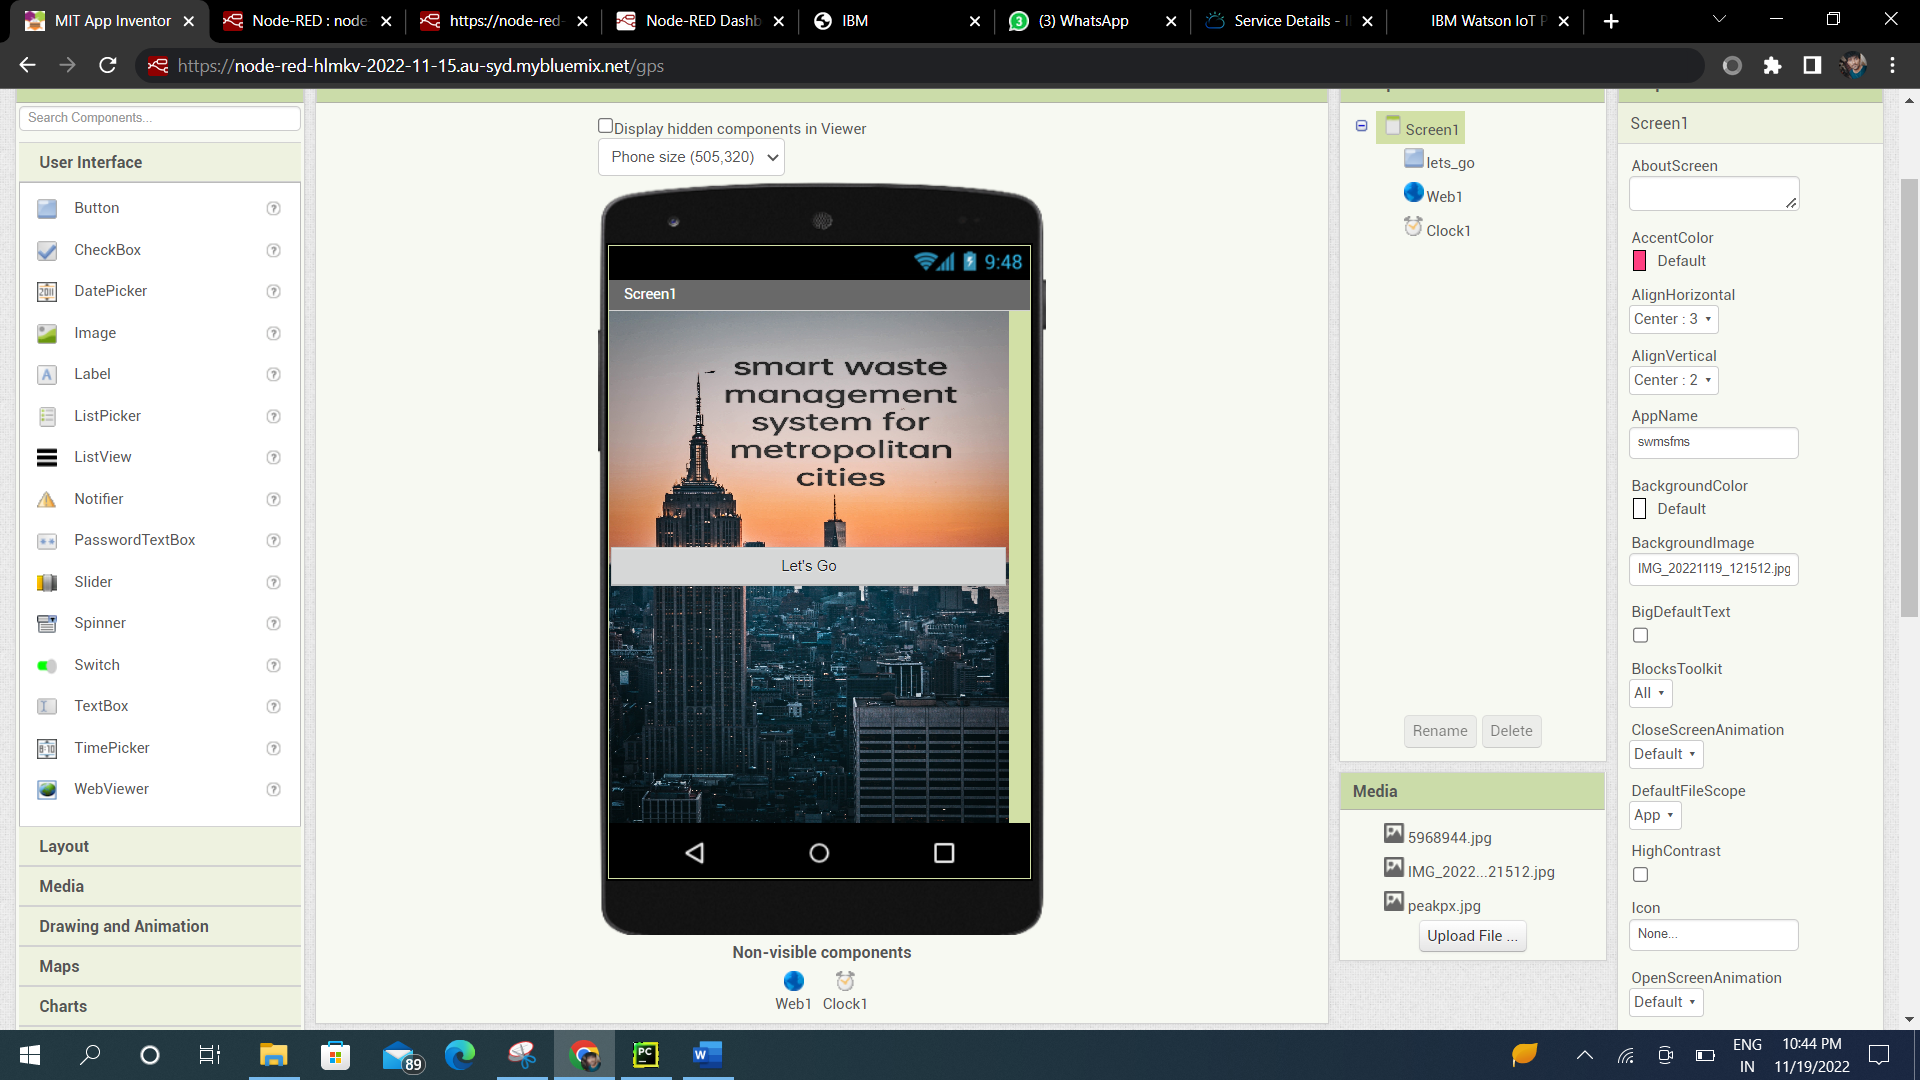 MIT App Inventor
Node-RED : node
https://node-red-
Node-RED Dashb
IBM
(3) WhatsApp
Service Details - I
IBM Watson IoT P
https://node-red-hlmkv-2022-11-15.au-syd.mybluemix.net/gps
Search Components...
User Interface
Button
CheckBox
DatePicker
Image
Label
ListPicker
ListView
Notifier
PasswordTextBox
Slider
Spinner
Switch
TextBox
TimePicker
WebViewer
Layout
Media
Drawing and Animation
Maps
Charts
Display hidden components in Viewer
Phone size (505,320)
9:48
Screen1
smart waste
management
system for
metropolitan
cities
Let's Go
Non-visible components
Web1 Clock1
Screen1
lets_go
Web1
Clock1
Rename Delete
Media
5968944.jpg
IMG_2022...21512.jpg
peakpx.jpg
Upload File ...
Screen1
AboutScreen
AccentColor
Default
AlignHorizontal
Center : 3
AlignVertical
Center : 2
AppName
swmsfms
BackgroundColor
Default
BackgroundImage
IMG_20221119_121512.jpg
BigDefaultText
BlocksToolkit
All
CloseScreenAnimation
Default
DefaultFileScope
App
HighContrast
Icon
None...
OpenScreenAnimation
Default
89
PC
W
ENG
IN
10:44 PM
11/19/2022